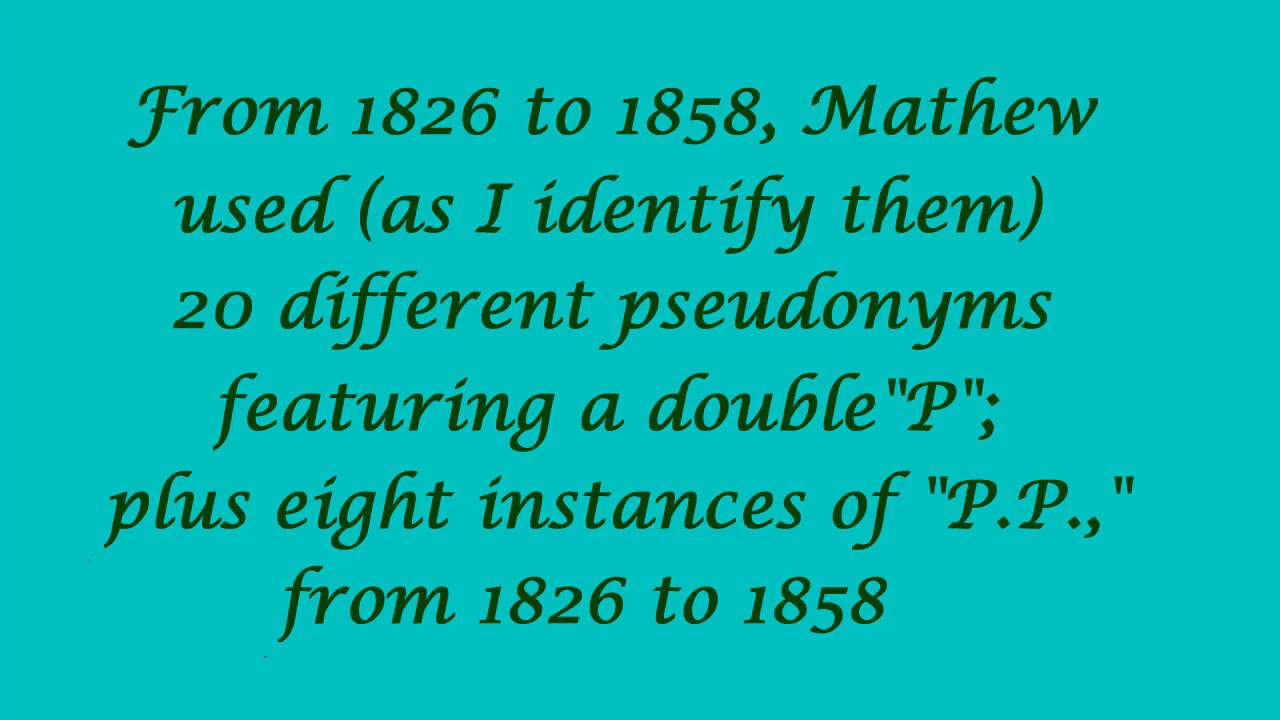 From 1826 to 1858, Mathew
used (as I identify them)
20 different pseudonyms
featuring a double"P";
plus eight instances of "P.P.,"
from 1826 to 1858